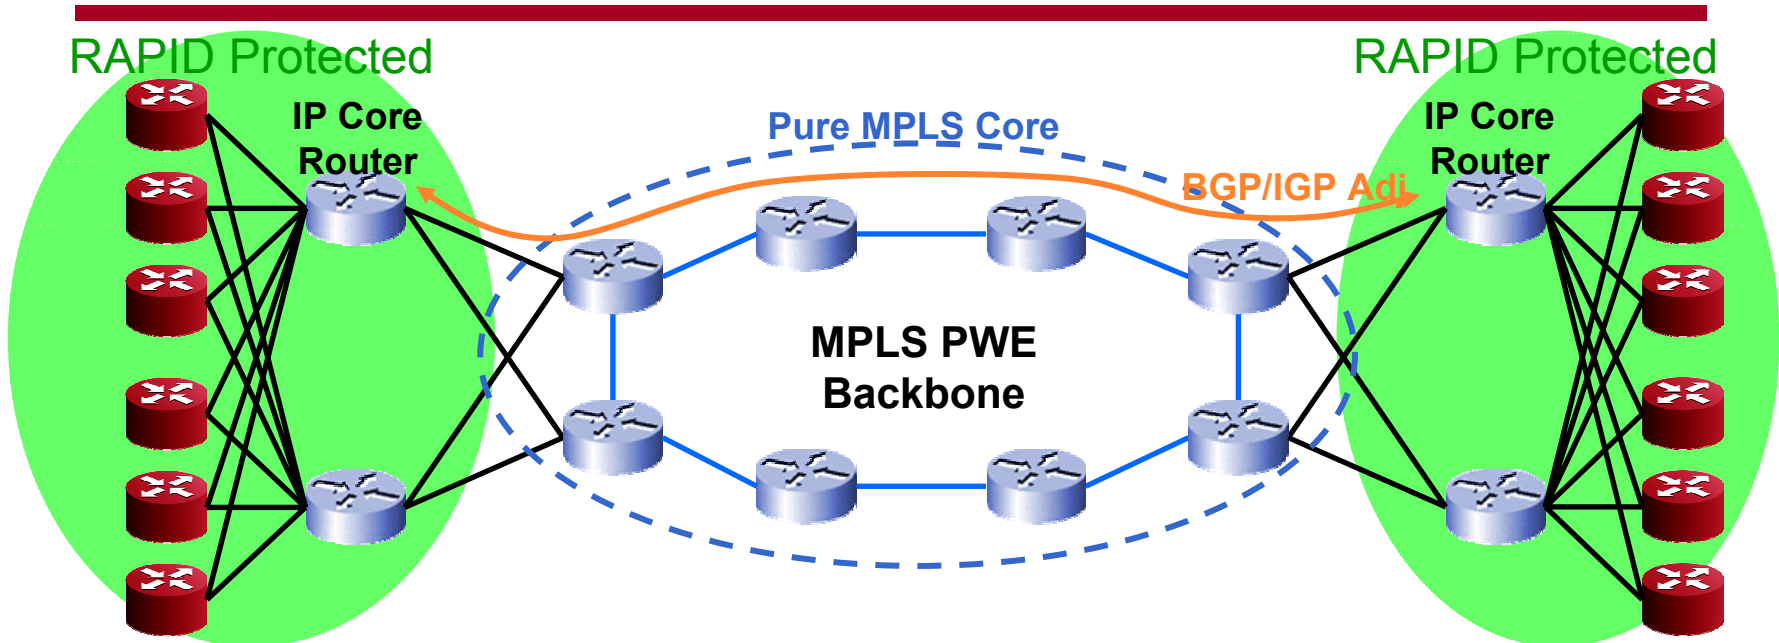 RAPID Protected
RAPID Protected
IP Core
Router
Pure MPLS Core
IP Core
Router
BGP/IGP Adj
MPLS PWE
Backbone